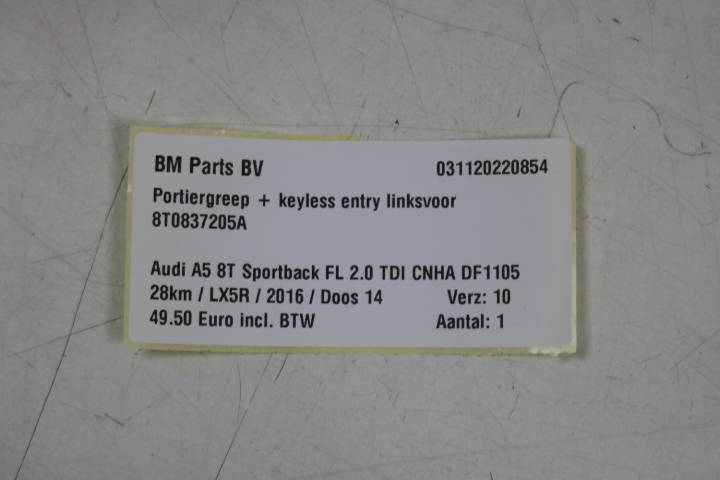 BM Parts BV 031120220854
Portiergreep + keyless entry linksvoor
8T0837205A
Audi A5 8T Sportback FL 2.0 TDI CNHA DF1105
28km / LX5R / 2016 / Doos 14 Verz: 10
49.50 Euro incl. BTW Aantal: 1